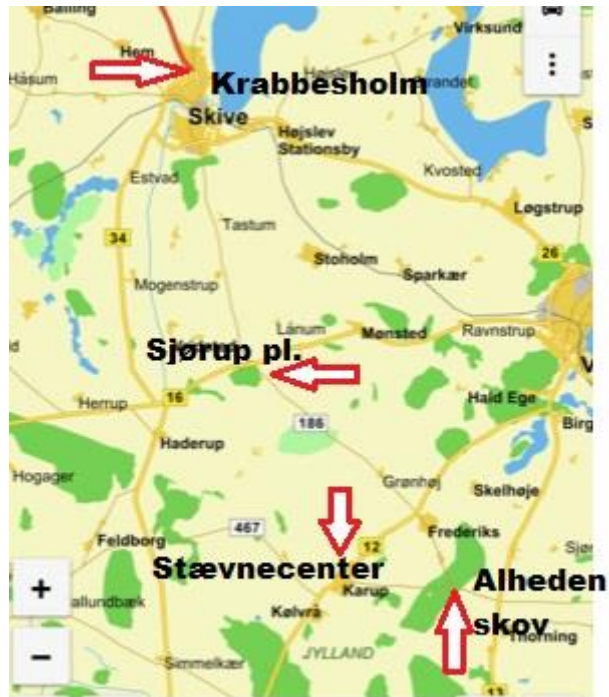 Balling
Virksund
Hem
Håsum
Krabbesholm
Skive
Højslev
Stationsby
Estvad
Kvosted
Løgstrup
Tastum
34
26
Stoholm
Sparkær
Mogenstrup
Lånum
Mønsted
Ravnstrup
Sjørup pl.
Herrup
16
Hald Ege
186
Haderup
Hogager
Grønhøj
Skelhøje
467
Frederiks
Feldborg
12
Stævnecenter
Alheden
+
Karup
skov
Kølvrå
Thorning
–
Simmelkær
JYLLAND
13